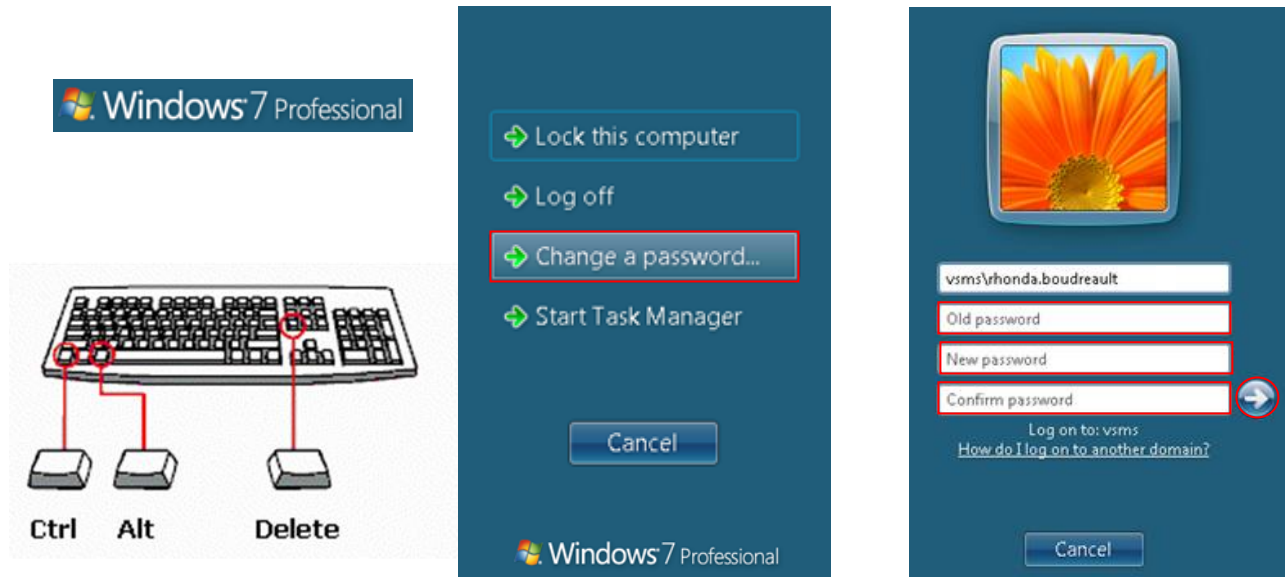 Windows 7 Professional
Ctrl Alt Delete
Lock this computer
Log off
Change a password...
Start Task Manager
Cancel
Windows 7 Professional
vsms\rhonda.boudreault
Old password
New password
Confirm password
Log on to: vsms
How do I log on to another domain?
Cancel